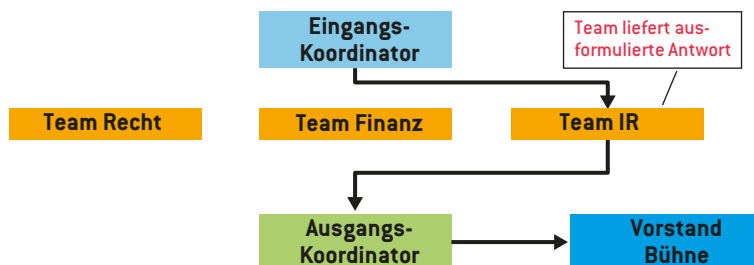 Eingangs-
Koordinator
Team liefert aus-
formulierte Antwort
Team Recht
Team Finanz
Team IR
Ausgangs-
Koordinator
Vorstand
Bühne